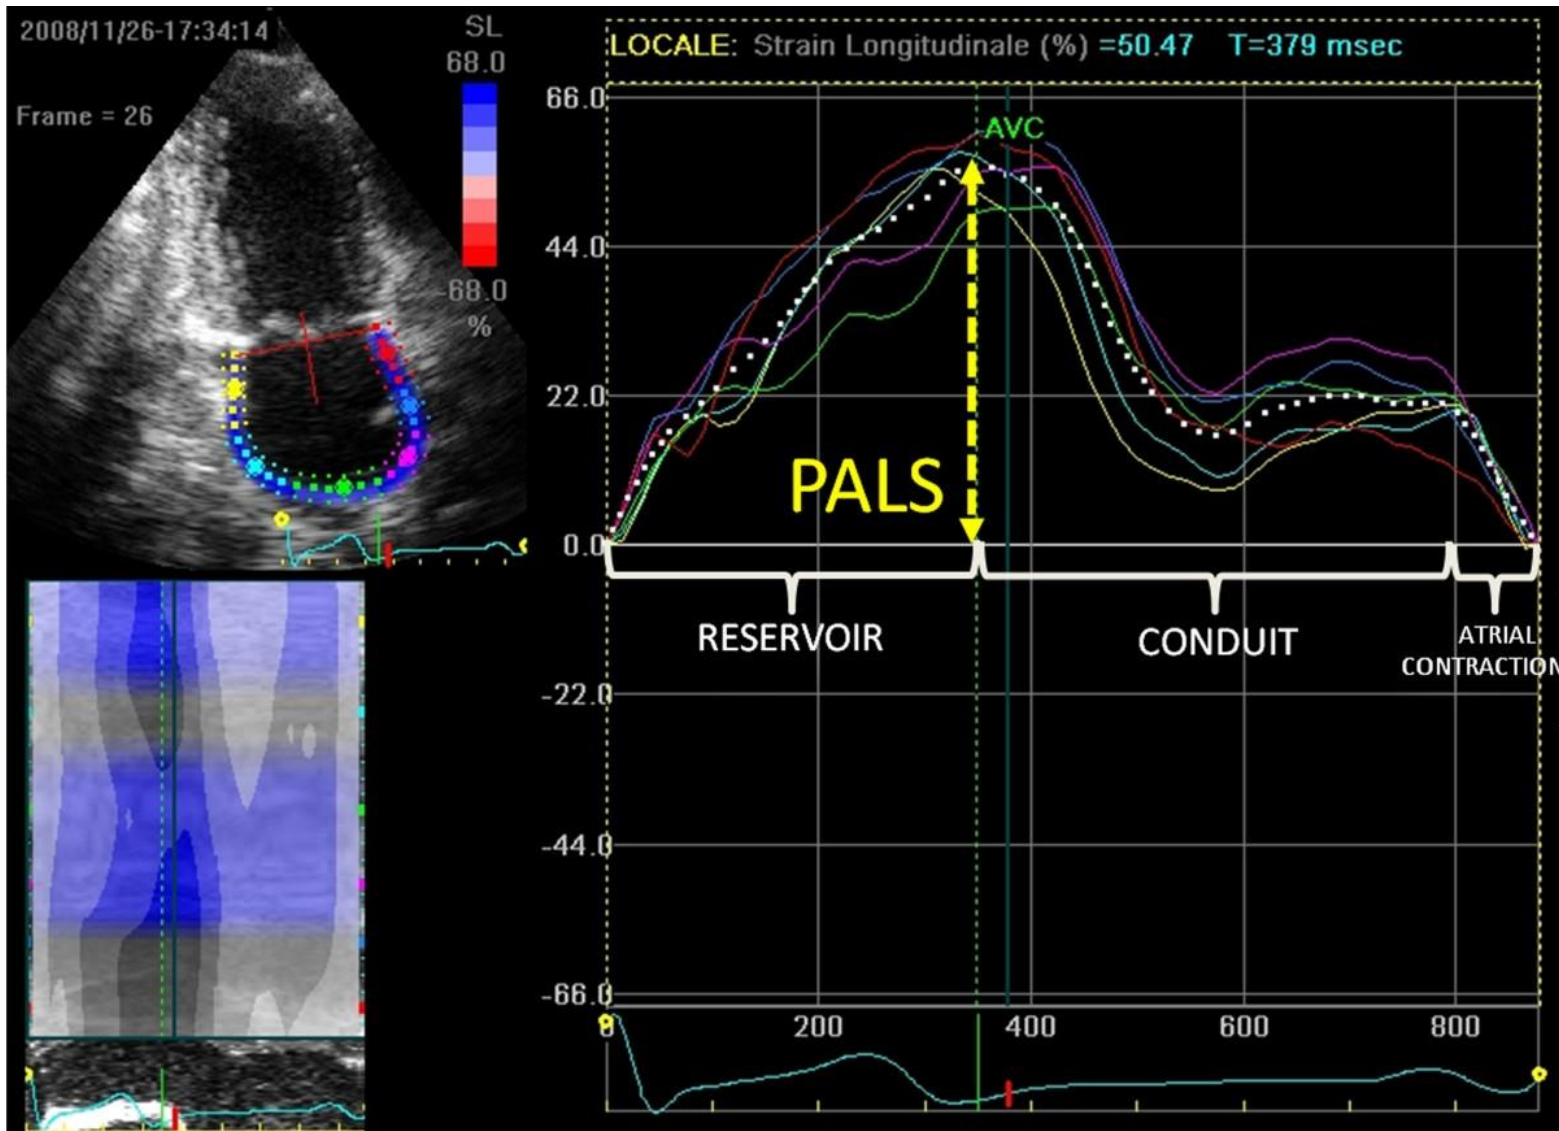 2008/11/26-17:34:14
Frame = 26
SL
68.0
-68.0
%
LOCALE: Strain Longitudinale (%) =50.47 T=379 msec
66.0
AVC
44.0
22.0
PALS
0.0
RESERVOIR
CONDUIT
ATRIAL
CONTRACTION
-22.0
-44.0
-66.0
0 200 400 600 800